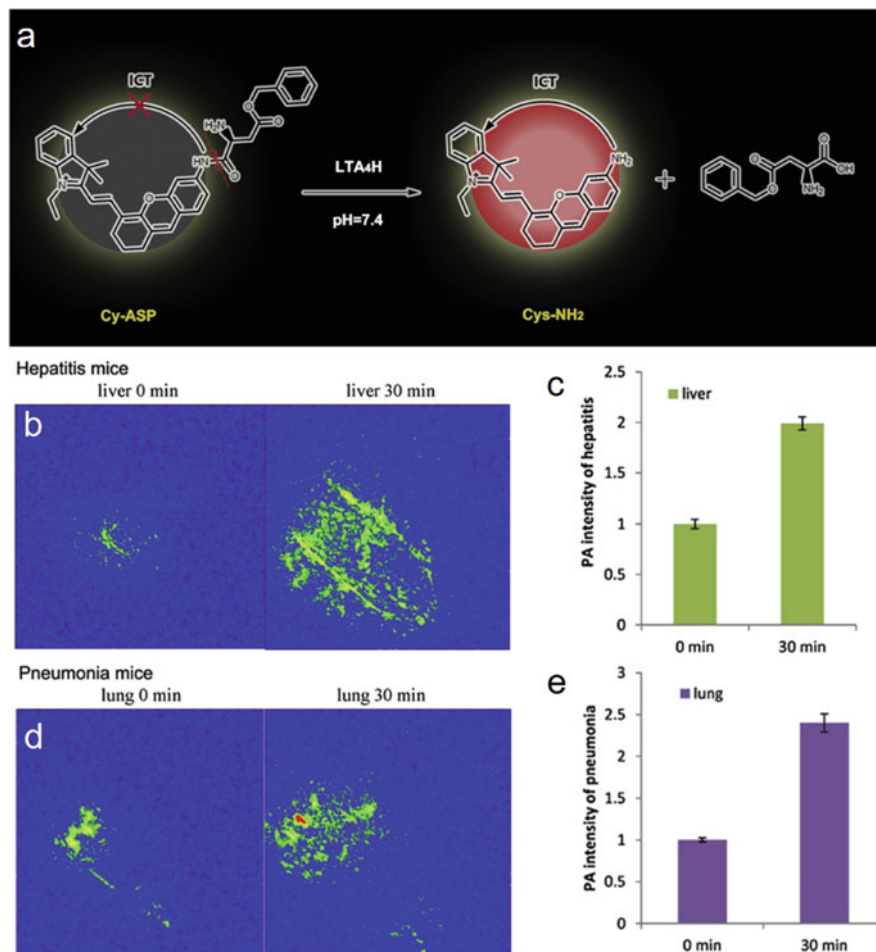 a
ICT
H₂N
O
O
HN
O
N⁺
O
Cy-ASP
LTA₄H
pH=7.4
ICT
NH₂
N⁺
O
Cys-NH₂
+
O
O
O
OH
NH₂
Hepatitis mice
liver 0 min
liver 30 min
b
c
PA intensity of hepatitis
2.5
2
1.5
1
0.5
0
liver
0 min
30 min
Pneumonia mice
lung 0 min
lung 30 min
d
e
PA intensity of pneumonia
3
2.5
2
1.5
1
0.5
0
lung
0 min
30 min